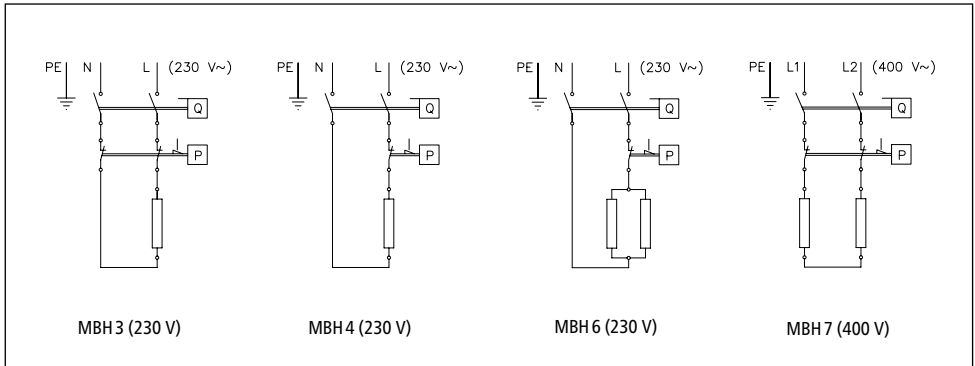 PE N L (230 V~)
Q
P
MBH 3 (230 V)
PE N L (230 V~)
Q
P
MBH 4 (230 V)
PE N L (230 V~)
Q
P
MBH 6 (230 V)
PE L1 L2 (400 V~)
Q
P
MBH 7 (400 V)